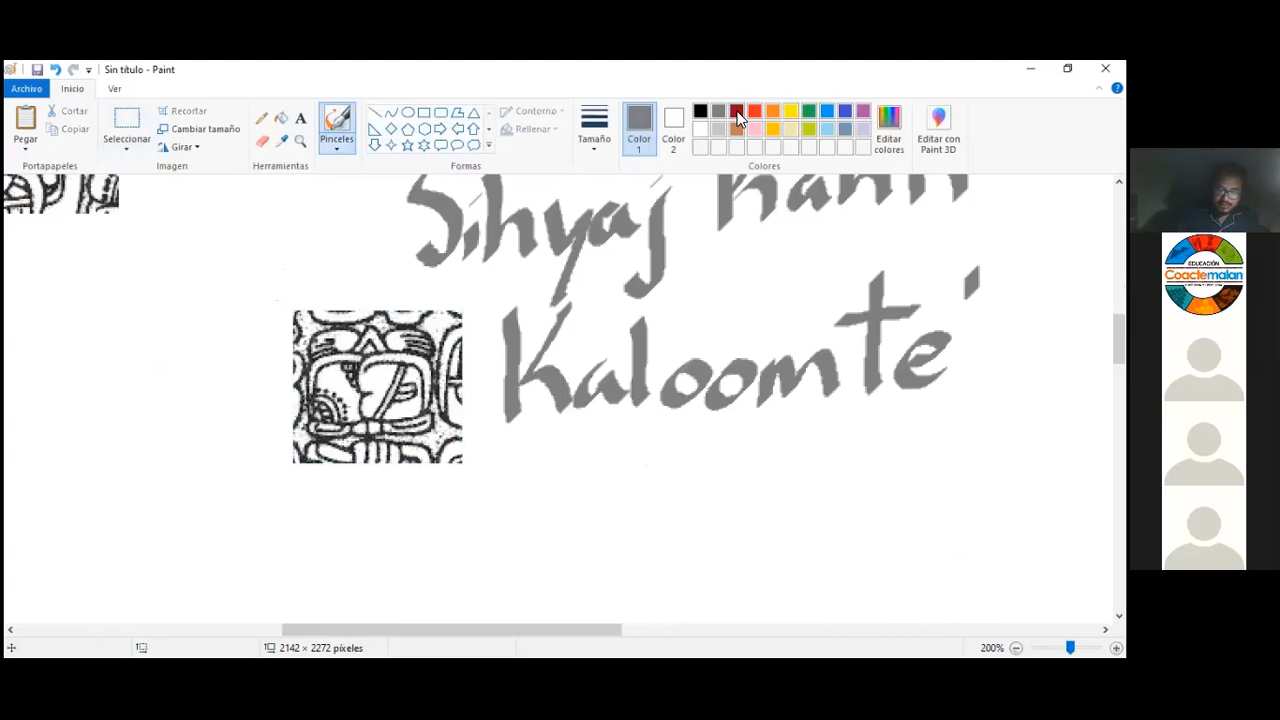 Sin título - Paint
Archivo
Inicio
Ver
Pegar
Cortar
Copiar
Portapapeles
Seleccionar
Recortar
Cambiar tamaño
Girar
Imagen
Herramientas
Pinceles
Contorno
Rellenar
Formas
Tamaño
Color
1
Color
2
Colores
Editar
colores
Editar con
Paint 3D
Sihyaj
Kaloomte'
EDUCACIÓN
Coactemalan
2142 × 2272 píxeles
200%